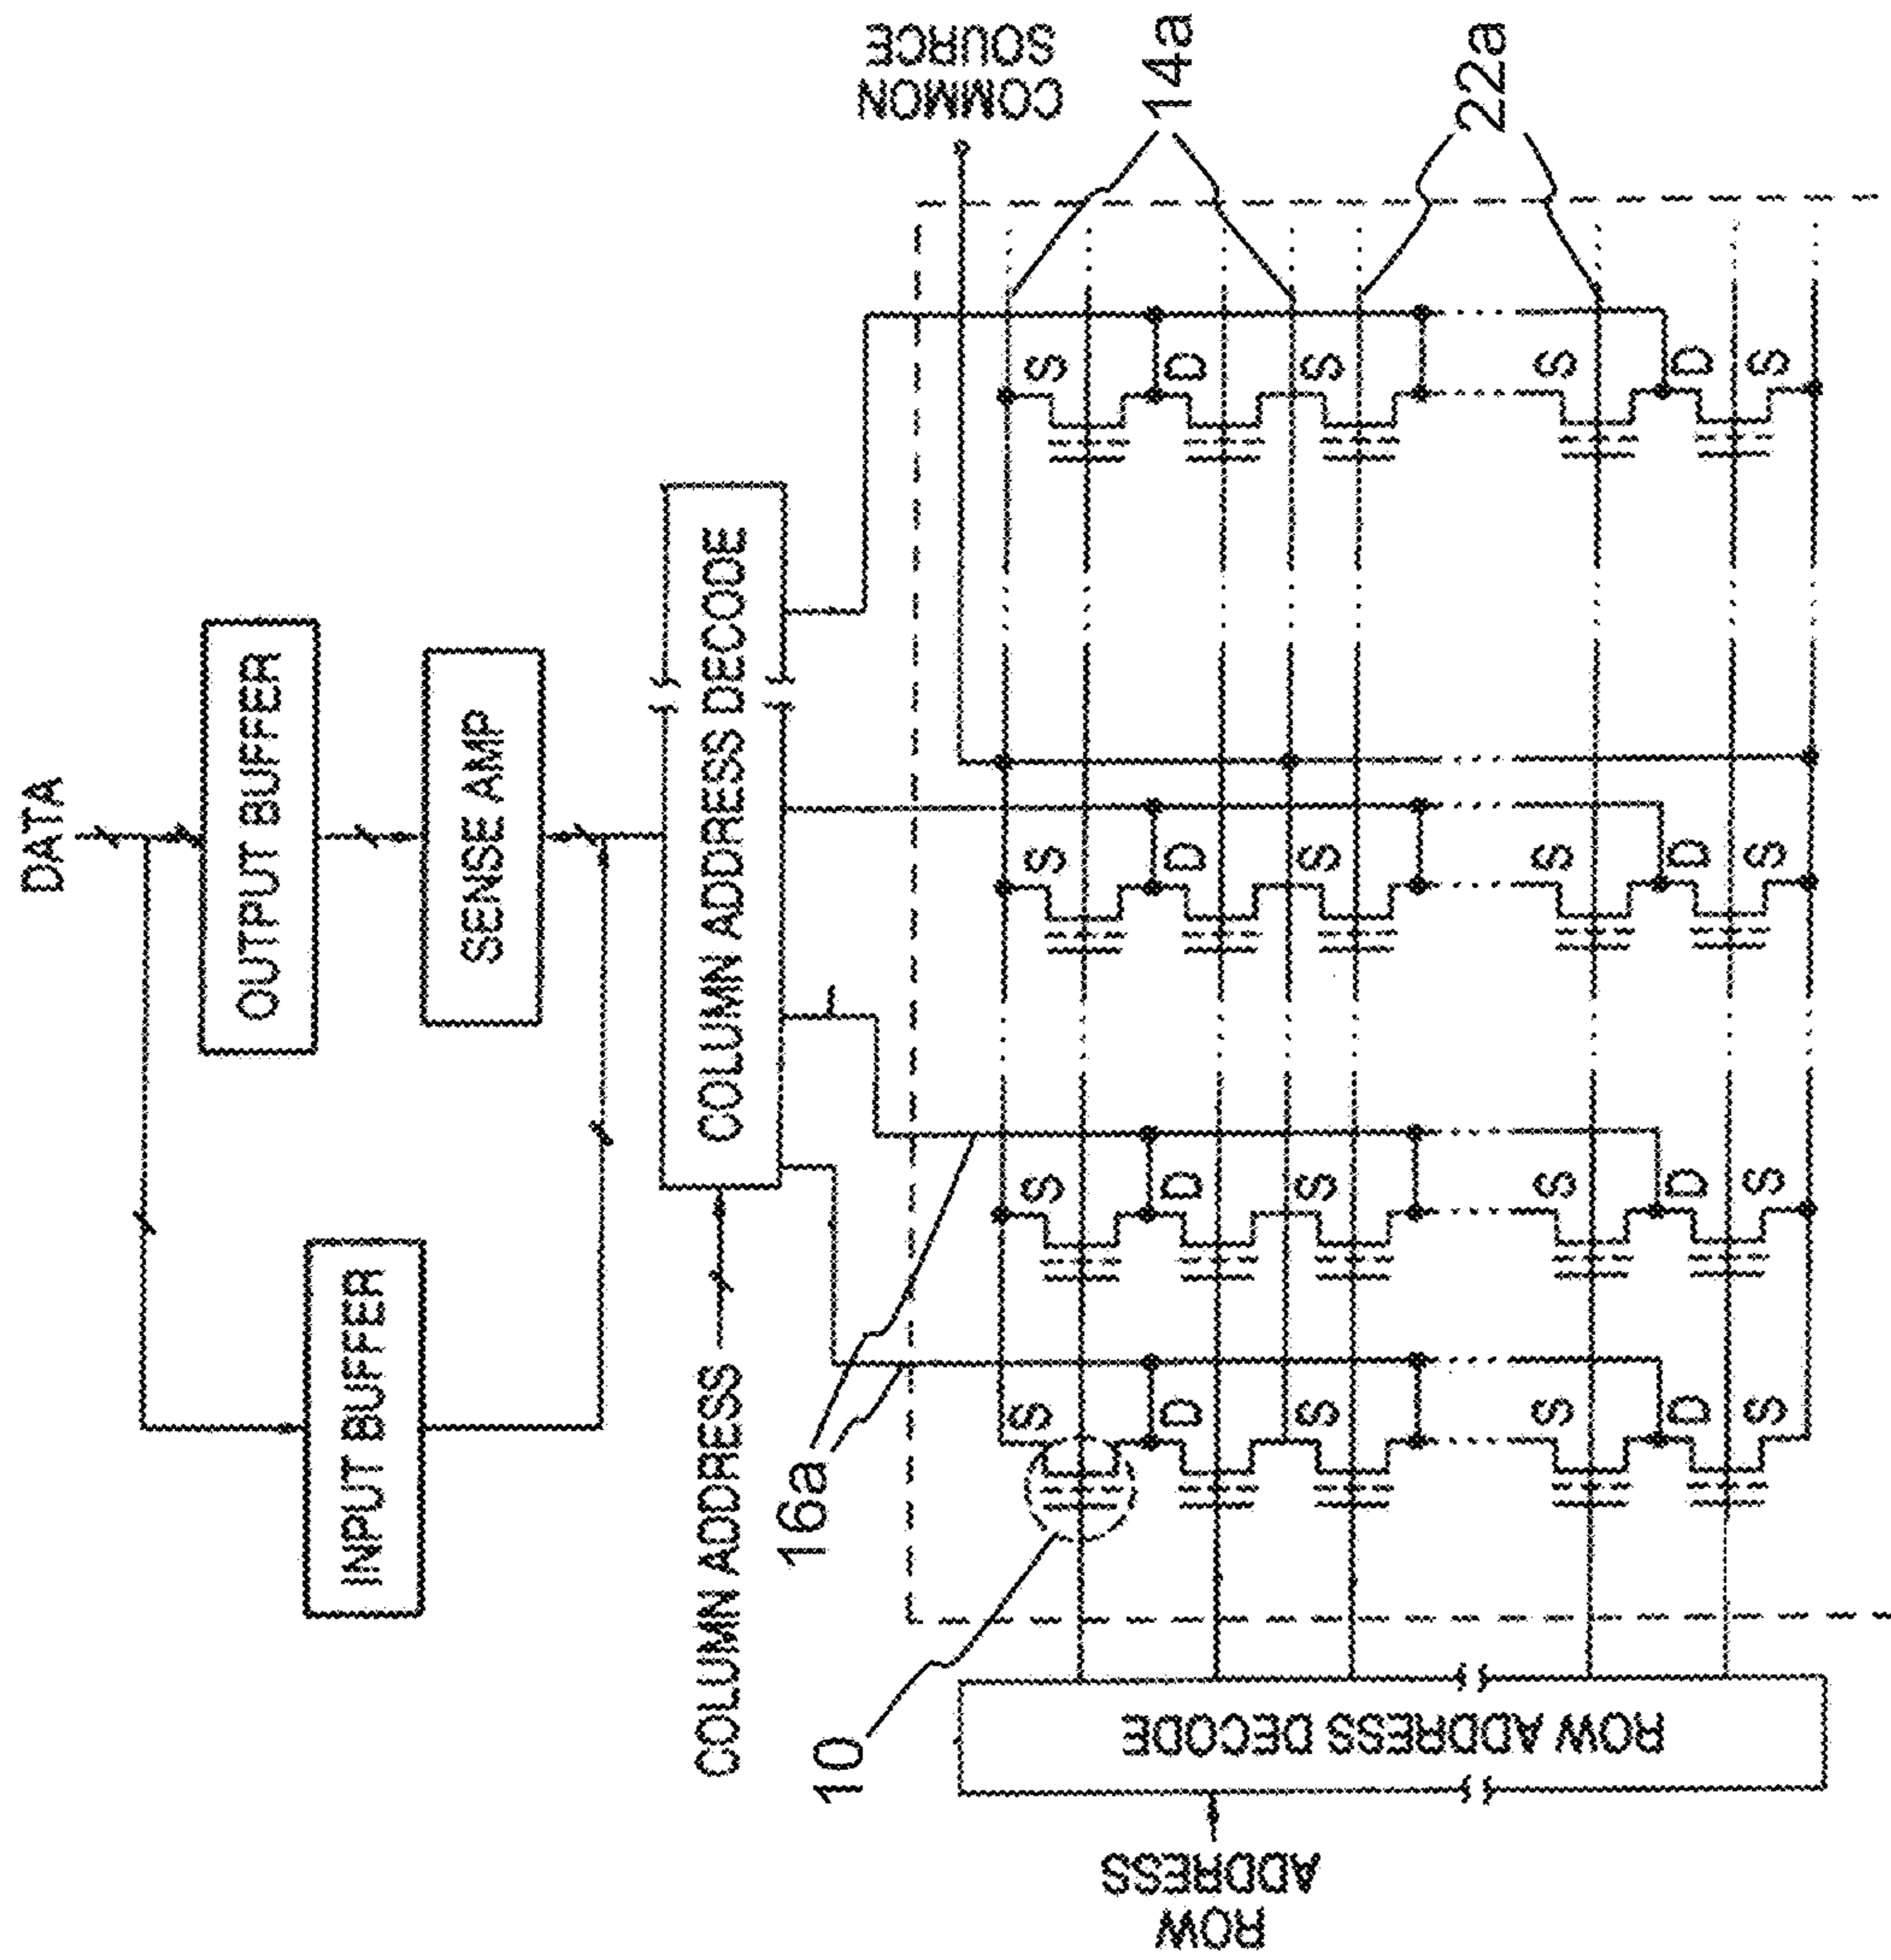 DATA
OUTPUT BUFFER
SENSE AMP
INPUT BUFFER
COLUMN ADDRESS DECODE
COLUMN ADDRESS
COMMON
SOURCE
14a
22a
16a
10
S S S S
D D D D
S S S S
S S S S
D D D D
S S S S
ROW ADDRESS DECODE
ROW
ADDRESS